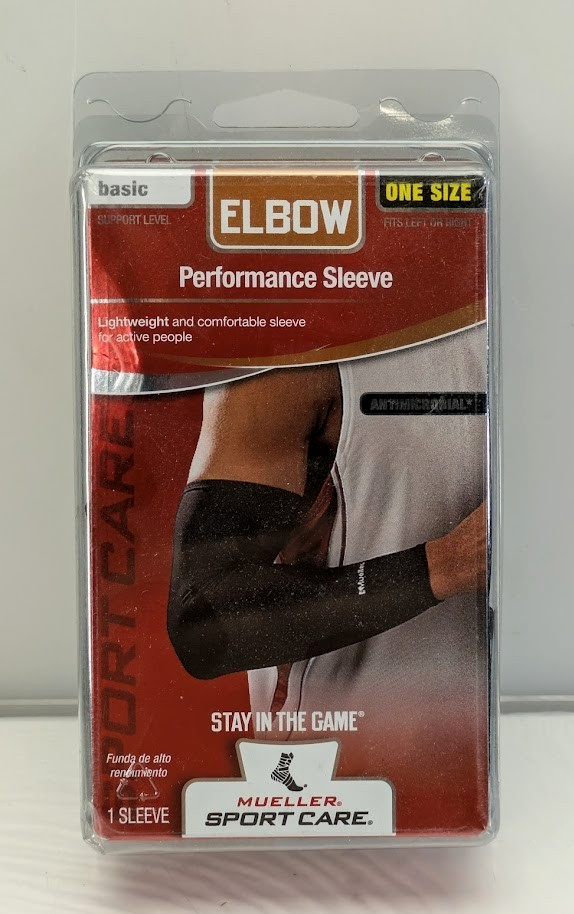 basic
SUPPORT LEVEL
ELBOW
ONE SIZE
FITS LEFT OR RIGHT
Performance Sleeve
Lightweight and comfortable sleeve
for active people
ANTIMICROBIAL*
SPORT CARE
Mueller
STAY IN THE GAME®
Funda de alto
rendimiento
1 SLEEVE
MUELLER®
SPORT CARE®